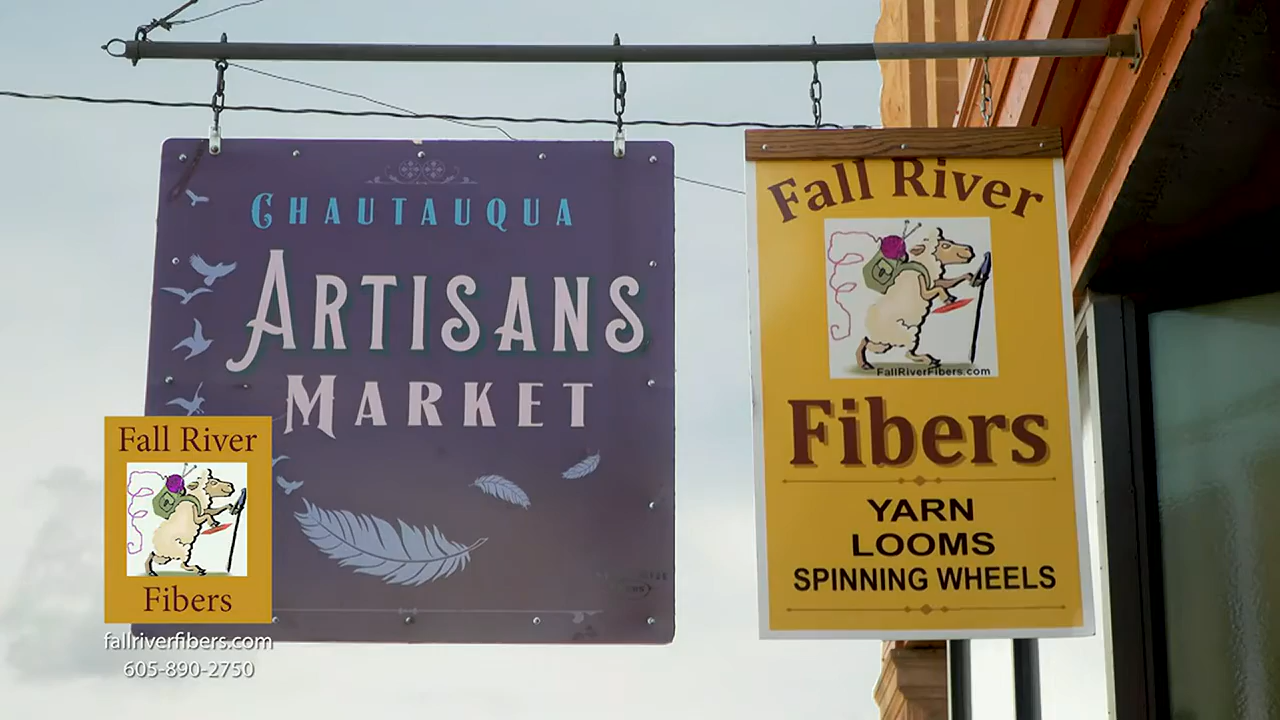 CHAUTAUQUA
ARTISANS
MARKET
Fall River
FallRiverFibers.com
Fibers
YARN
LOOMS
SPINNING WHEELS
Fall River
Fibers
fallriverfibers.com
605-890-2750